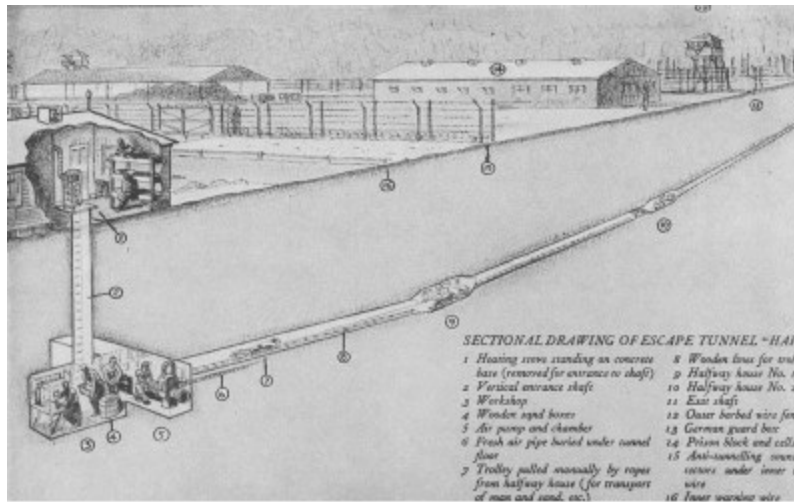 SECTIONAL DRAWING OF ESCAPE TUNNEL "HAR
1 Heating stove standing on concrete
base (removed for entrance to shaft)
2 Vertical entrance shaft
3 Workshop
4 Wooden sand boxes
5 Air pump and chamber
6 Fresh air pipe buried under tunnel
floor
7 Trolley pulled manually by ropes
from halfway house (for transport
of men and sand, etc.)
8 Wooden lines for
9 Halfway house No.
10 Halfway house No.
11 Exit shaft
12 Outer barbed wire
13 German guard box
14 Prison block and
15 Anti-tunnelling
under inner
wire
16 Inner warning wire